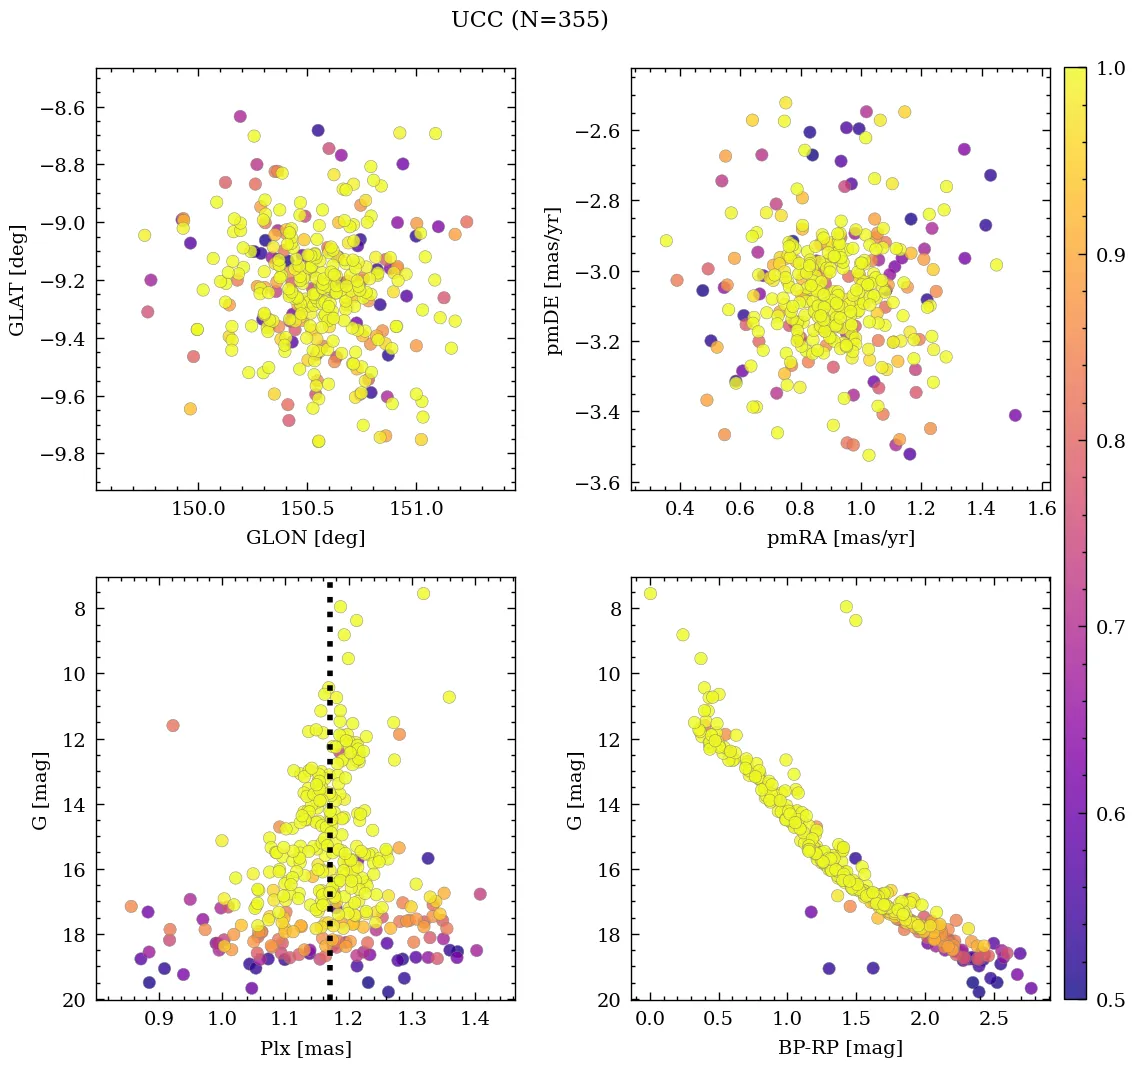 UCC (N=355)
−8.6
−8.8
−9.0
−9.2
−9.4
−9.6
−9.8
GLAT [deg]
150.0 150.5 151.0
GLON [deg]
−2.6
−2.8
−3.0
−3.2
−3.4
−3.6
pmDE [mas/yr]
0.4 0.6 0.8 1.0 1.2 1.4 1.6
pmRA [mas/yr]
8
10
12
14
16
18
20
G [mag]
0.9 1.0 1.1 1.2 1.3 1.4
Plx [mas]
8
10
12
14
16
18
20
G [mag]
0.0 0.5 1.0 1.5 2.0 2.5
BP-RP [mag]
1.0
0.9
0.8
0.7
0.6
0.5